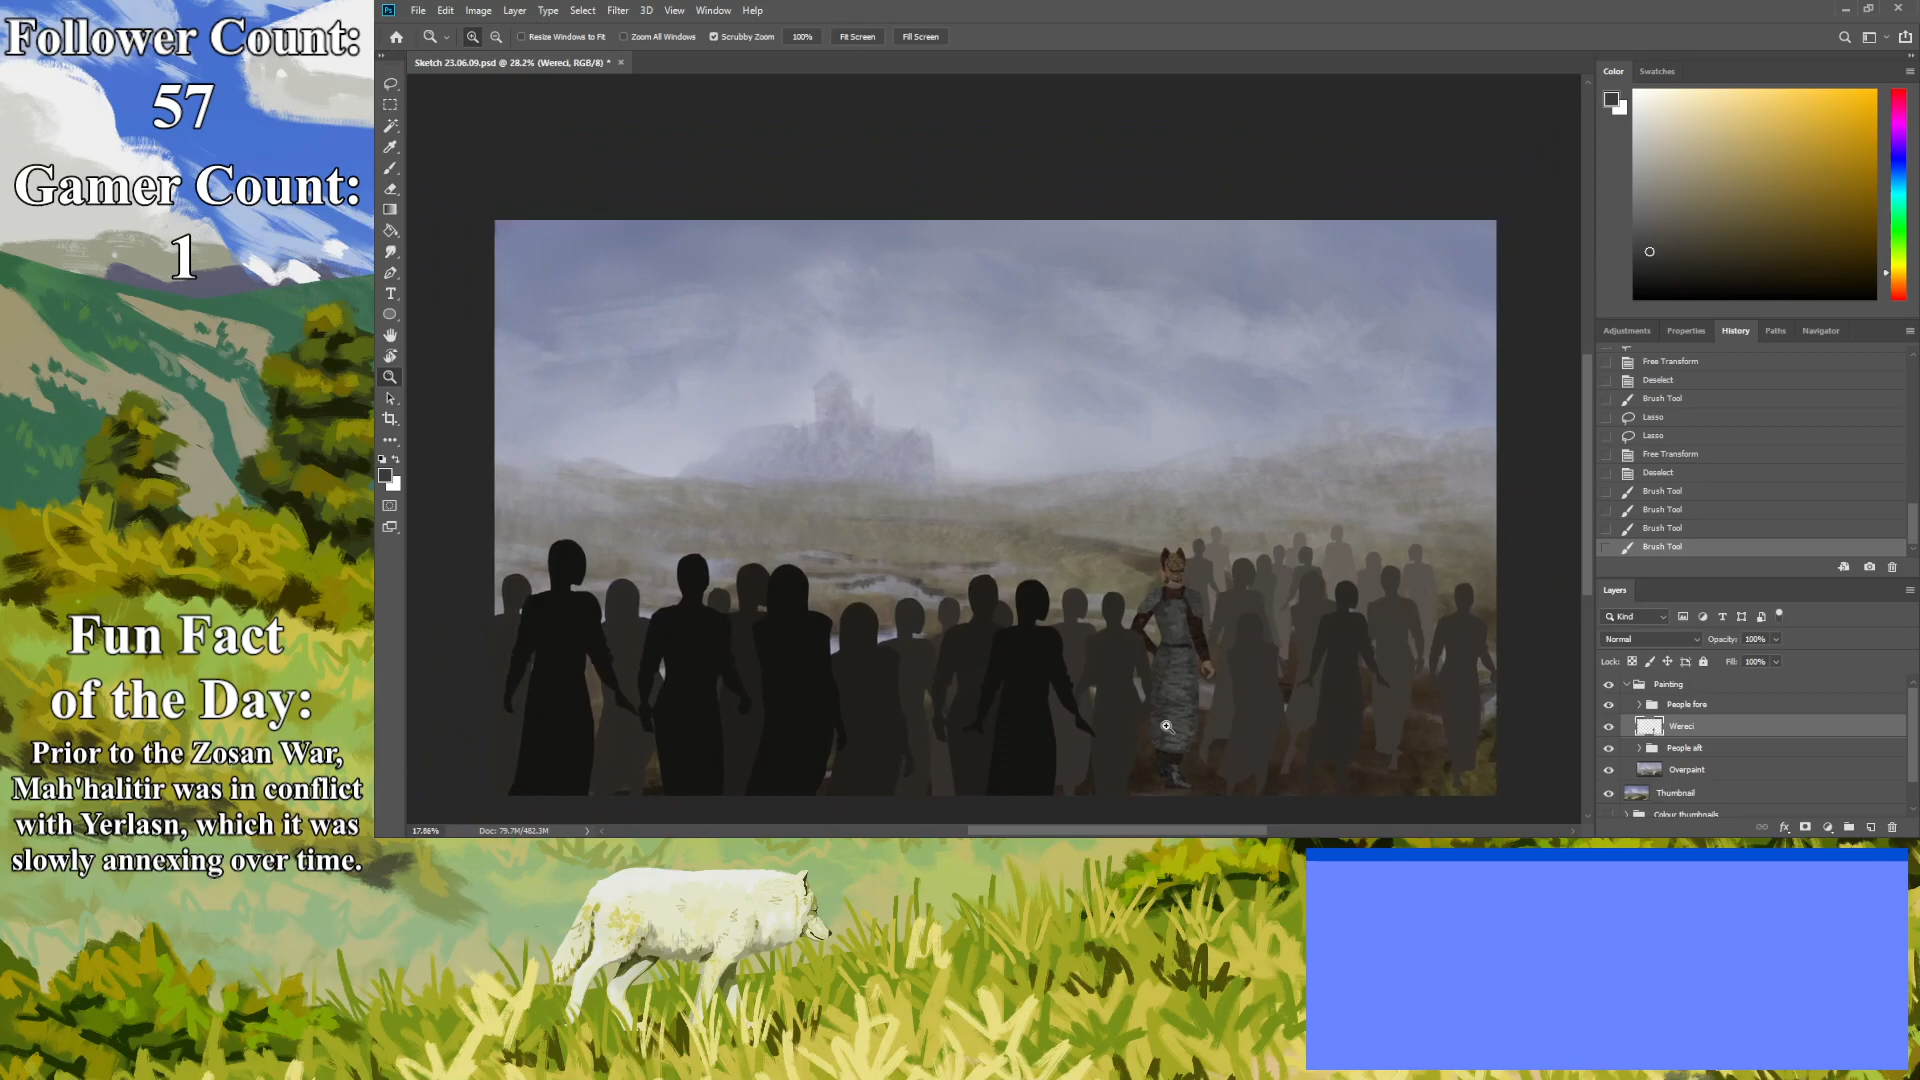 Follower Count:
57
Gamer Count:
1
Fun Fact
of the Day:
Prior to the Zosan War,
Mah'halitir was in conflict
with Yerlasn, which it was
slowly annexing over time.
Ps File Edit Image Layer Type Select Filter 3D View Window Help
Resize Windows to Fit Zoom All Windows Scrubby Zoom 100% Fit Screen Fill Screen
Sketch 23.06.09.psd @ 28.2% (Wereci, RGB/8) *
17.86% Doc: 79.7M/482.3M
Color Swatches
Adjustments Properties History Paths Navigator
Free Transform
Deselect
Brush Tool
Lasso
Lasso
Free Transform
Deselect
Brush Tool
Brush Tool
Brush Tool
Brush Tool
Layers
Kind
Normal Opacity: 100%
Lock: Fill: 100%
Painting
People fore
Wereci
People aft
Overpaint
Thumbnail
Colour thumbnails